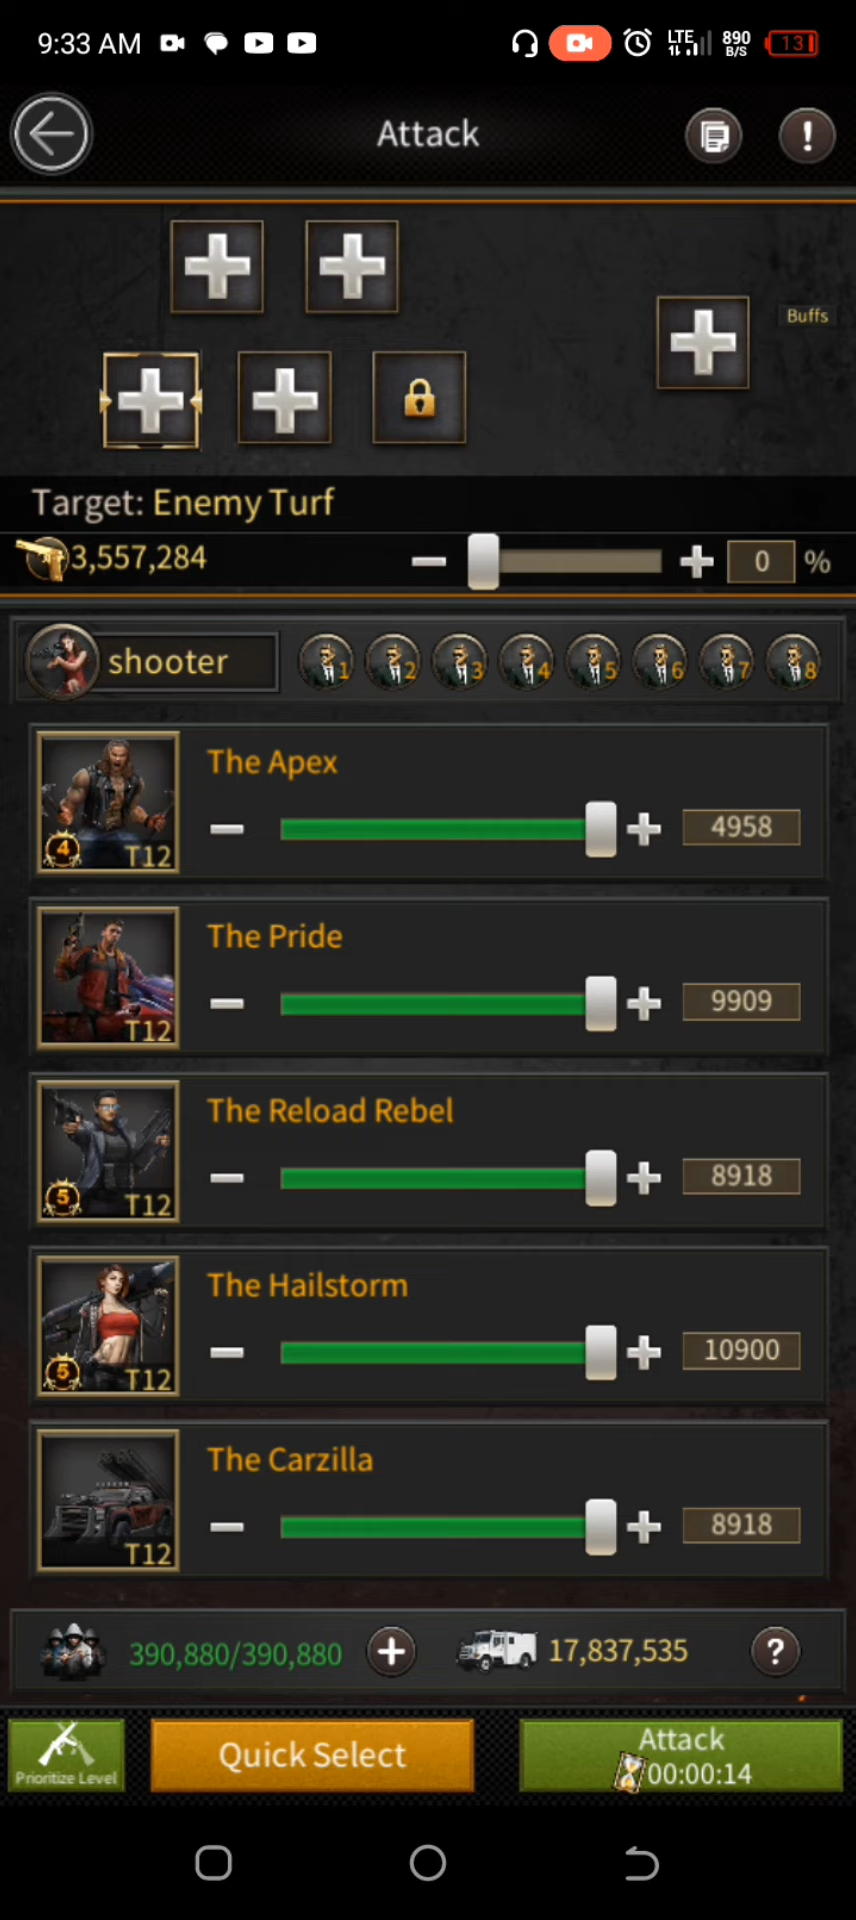 9:33 AM LTE 890 B/S 13
Attack
Buffs
Target: Enemy Turf
3,557,284 0 %
shooter 1 2 3 4 5 6 7 8
The Apex
4 T12 4958
The Pride
T12 9909
The Reload Rebel
5 T12 8918
The Hailstorm
5 T12 10900
The Carzilla
T12 8918
390,880/390,880 17,837,535 ?
Prioritize Level
Quick Select
Attack
00:00:14